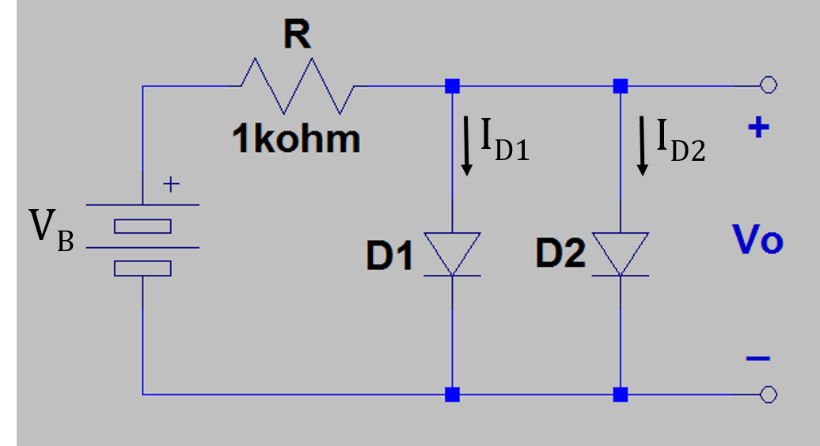 R
1kohm
I_D1
I_D2
+
+
V_B
D1
D2
Vo
–